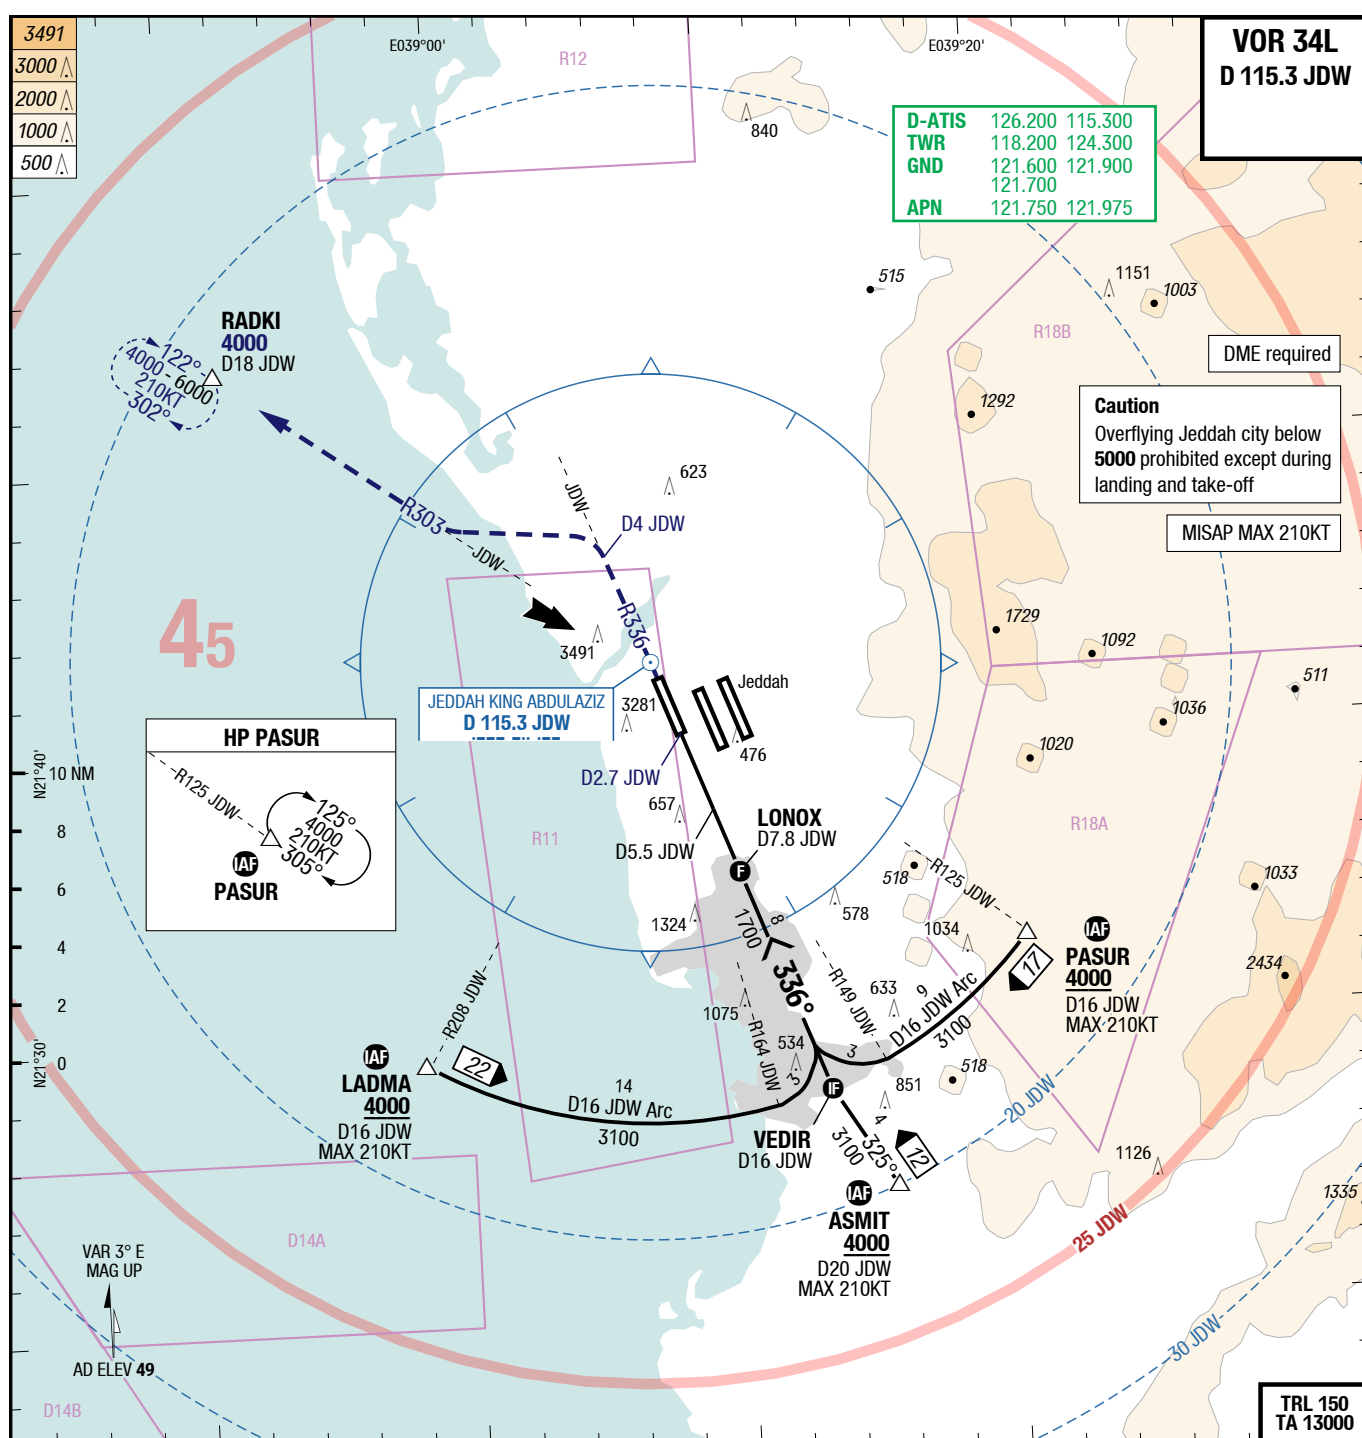 3491
3000
2000
1000
500
E039°00'
E039°20'
R12
840
VOR 34L
D 115.3 JDW
D-ATIS 126.200 115.300
TWR 118.200 124.300
GND 121.600 121.900
121.700
APN 121.750 121.975
515
1151
1003
R18B
RADKI
4000
D18 JDW
122°
4000 - 6000
210KT
302°
DME required
Caution
Overflying Jeddah city below
5000 prohibited except during
landing and take-off
MISAP MAX 210KT
1292
623
JDW
D4 JDW
R303
JDW
R336
45
3491
1729
1092
511
1036
1020
JEDDAH KING ABDULAZIZ
D 115.3 JDW
3281
Jeddah
476
HP PASUR
R125 JDW
125°
4000
210KT
305°
IAF
PASUR
N21°40'
10 NM
8
6
4
2
0
N21°30'
D2.7 JDW
657
LONOX
D7.8 JDW
D5.5 JDW
R11
R18A
F
518
R125 JDW
1033
578
1324
1700
8
1034
IAF
PASUR
4000
D16 JDW
MAX 210KT
17
2434
336°
R149 JDW
633
9
D16 JDW Arc
3100
1075
R164 JDW
534
3
3
R208 JDW
IAF
LADMA
4000
D16 JDW
MAX 210KT
22
14
D16 JDW Arc
3100
IF
VEDIR
D16 JDW
851
518
4
3100
325°
12
20 JDW
1126
1335
IAF
ASMIT
4000
D20 JDW
MAX 210KT
25 JDW
30 JDW
D14A
VAR 3° E
MAG UP
AD ELEV 49
D14B
TRL 150
TA 13000